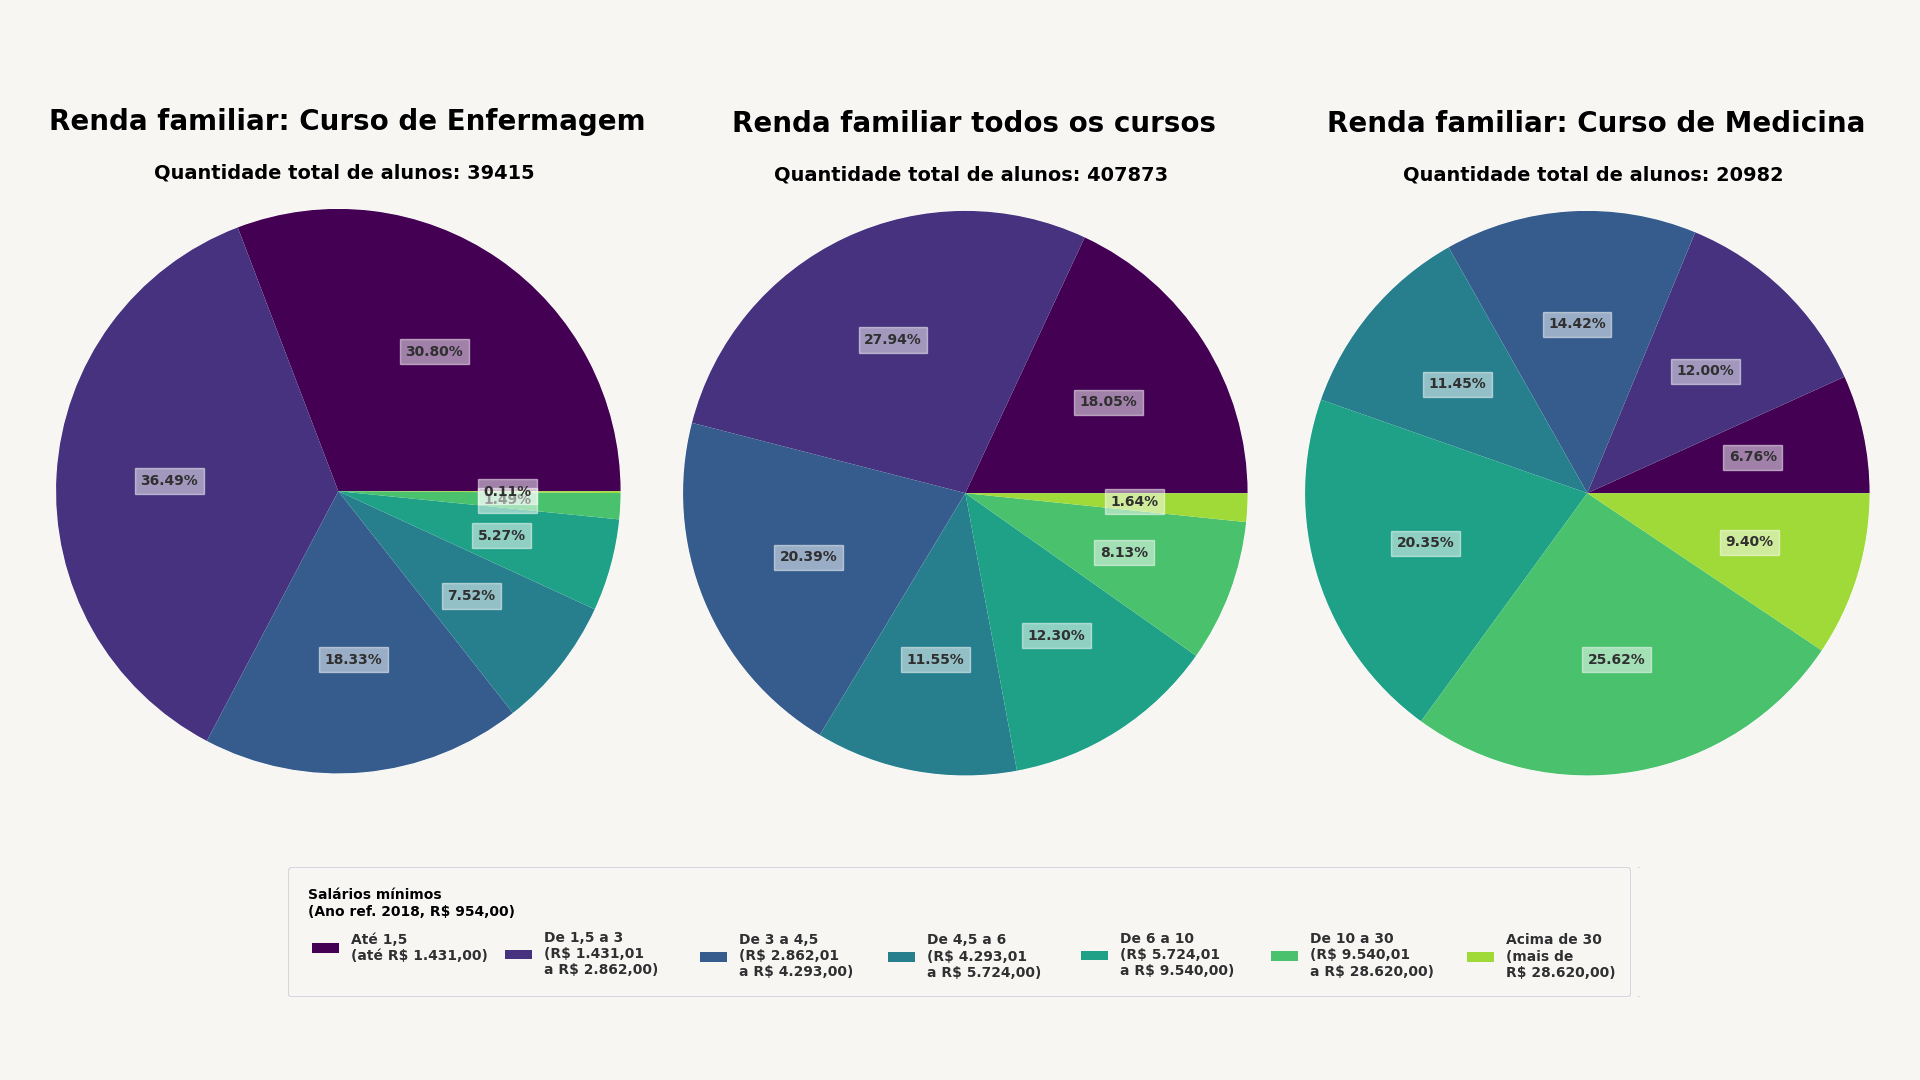 Renda familiar: Curso de Enfermagem
Quantidade total de alunos: 39415
30.80%
36.49%
18.33%
7.52%
5.27%
1.49%
0.11%
Renda familiar todos os cursos
Quantidade total de alunos: 407873
18.05%
27.94%
20.39%
11.55%
12.30%
8.13%
1.64%
Renda familiar: Curso de Medicina
Quantidade total de alunos: 20982
6.76%
12.00%
14.42%
11.45%
20.35%
25.62%
9.40%
Salários mínimos
(Ano ref. 2018, R$ 954,00)
Até 1,5
(até R$ 1.431,00)
De 1,5 a 3
(R$ 1.431,01
a R$ 2.862,00)
De 3 a 4,5
(R$ 2.862,01
a R$ 4.293,00)
De 4,5 a 6
(R$ 4.293,01
a R$ 5.724,00)
De 6 a 10
(R$ 5.724,01
a R$ 9.540,00)
De 10 a 30
(R$ 9.540,01
a R$ 28.620,00)
Acima de 30
(mais de
R$ 28.620,00)